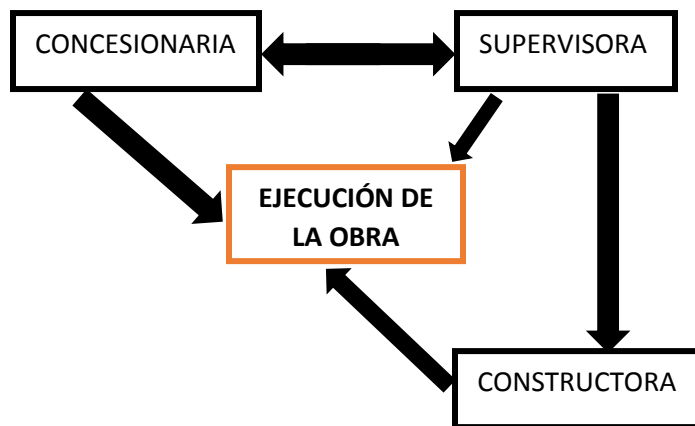 CONCESIONARIA
SUPERVISORA
EJECUCIÓN DE
LA OBRA
CONSTRUCTORA